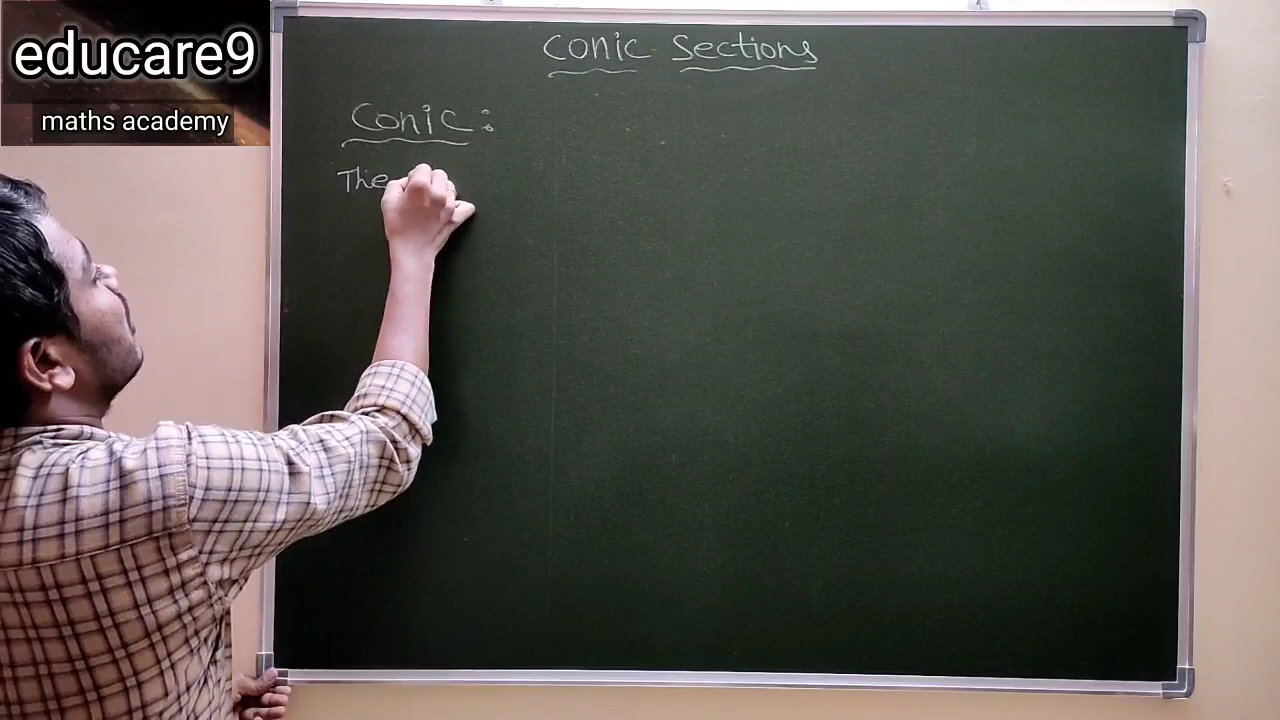 educare9
maths academy
Conic Sections
Conic :
The